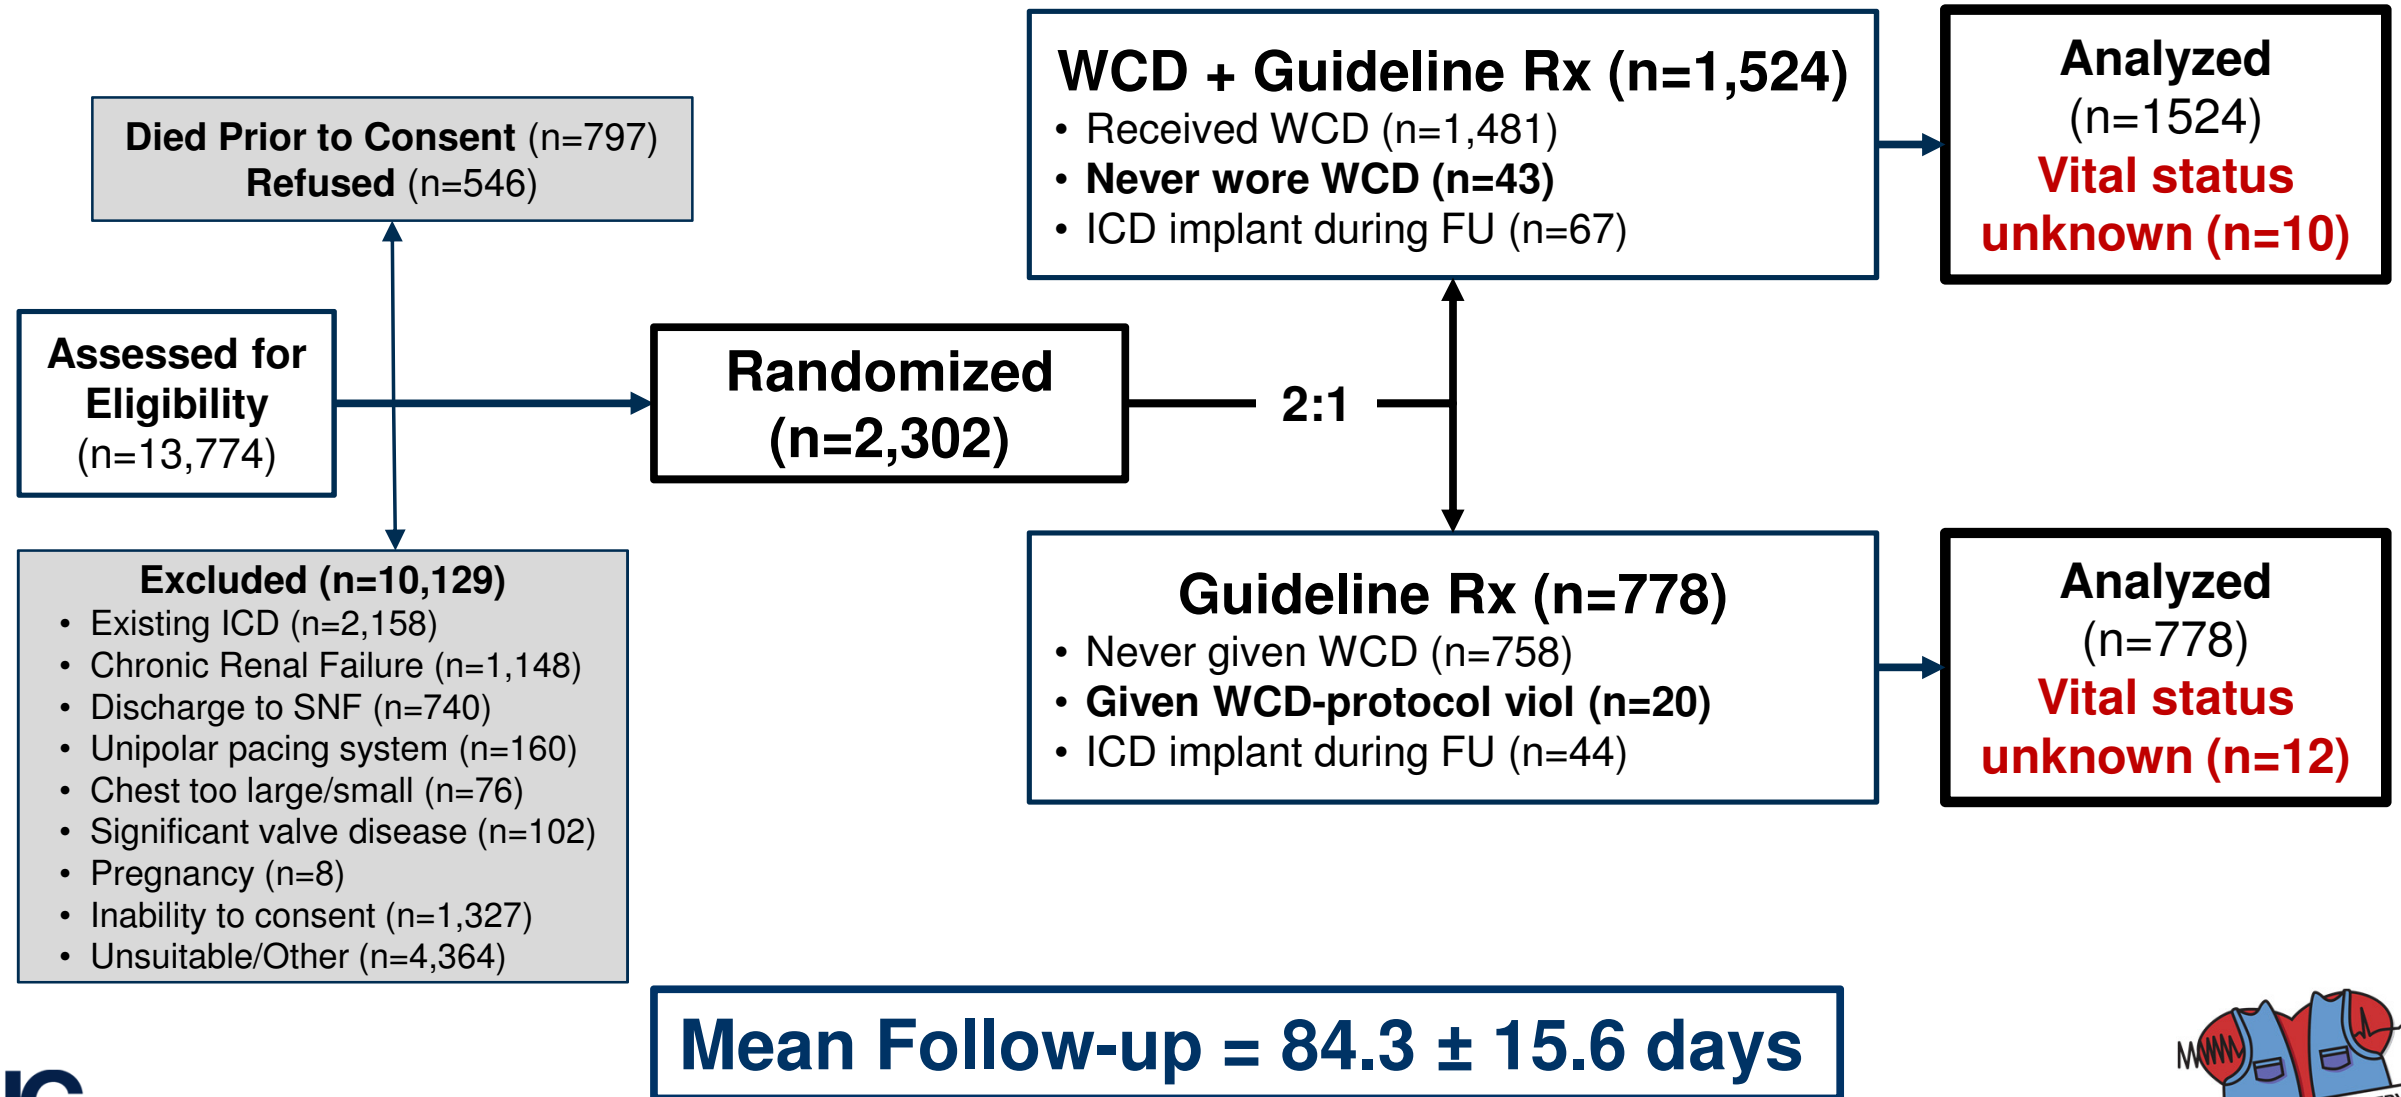 Died Prior to Consent (n=797)
Refused (n=546)
Assessed for
Eligibility
(n=13,774)
Excluded (n=10,129)
• Existing ICD (n=2,158)
• Chronic Renal Failure (n=1,148)
• Discharge to SNF (n=740)
• Unipolar pacing system (n=160)
• Chest too large/small (n=76)
• Significant valve disease (n=102)
• Pregnancy (n=8)
• Inability to consent (n=1,327)
• Unsuitable/Other (n=4,364)
Randomized
(n=2,302)
2:1
WCD + Guideline Rx (n=1,524)
• Received WCD (n=1,481)
• Never wore WCD (n=43)
• ICD implant during FU (n=67)
Analyzed
(n=1524)
Vital status
unknown (n=10)
Guideline Rx (n=778)
• Never given WCD (n=758)
• Given WCD-protocol viol (n=20)
• ICD implant during FU (n=44)
Analyzed
(n=778)
Vital status
unknown (n=12)
Mean Follow-up = 84.3 ± 15.6 days